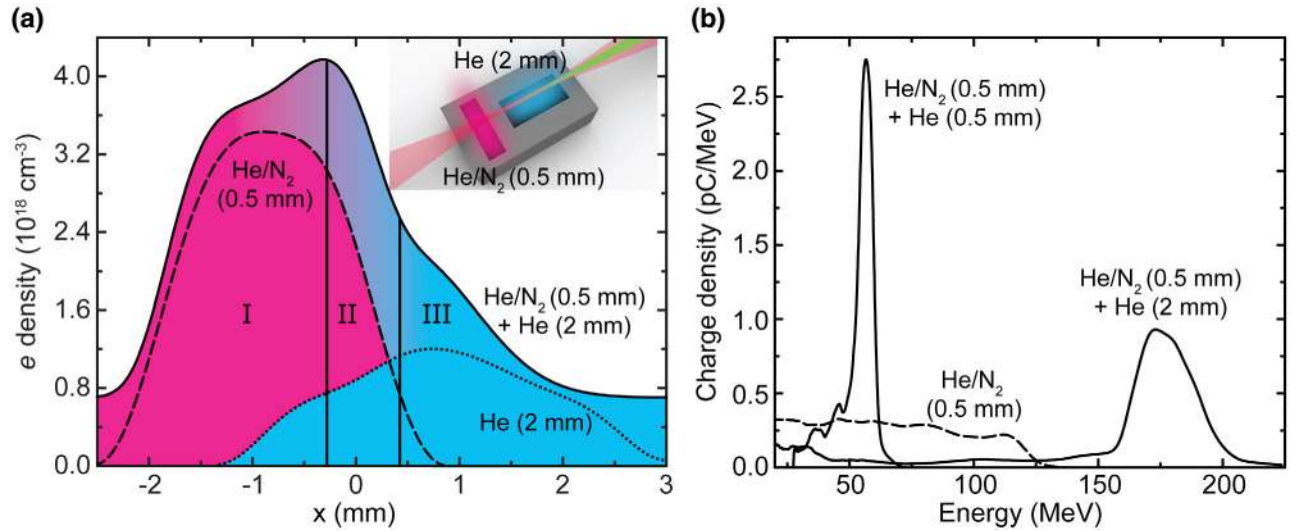 (a)
4.0
3.2
2.4
1.6
0.8
0.0
e density (10¹⁸ cm⁻³)
-2
-1
0
1
2
3
x (mm)
He/N₂
(0.5 mm)
I
II
III
He (2 mm)
He/N₂ (0.5 mm)
He/N₂ (0.5 mm)
+ He (2 mm)
He (2 mm)
(b)
2.5
2.0
1.5
1.0
0.5
0.0
Charge density (pC/MeV)
50
100
150
200
Energy (MeV)
He/N₂ (0.5 mm)
+ He (0.5 mm)
He/N₂
(0.5 mm)
He/N₂ (0.5 mm)
+ He (2 mm)